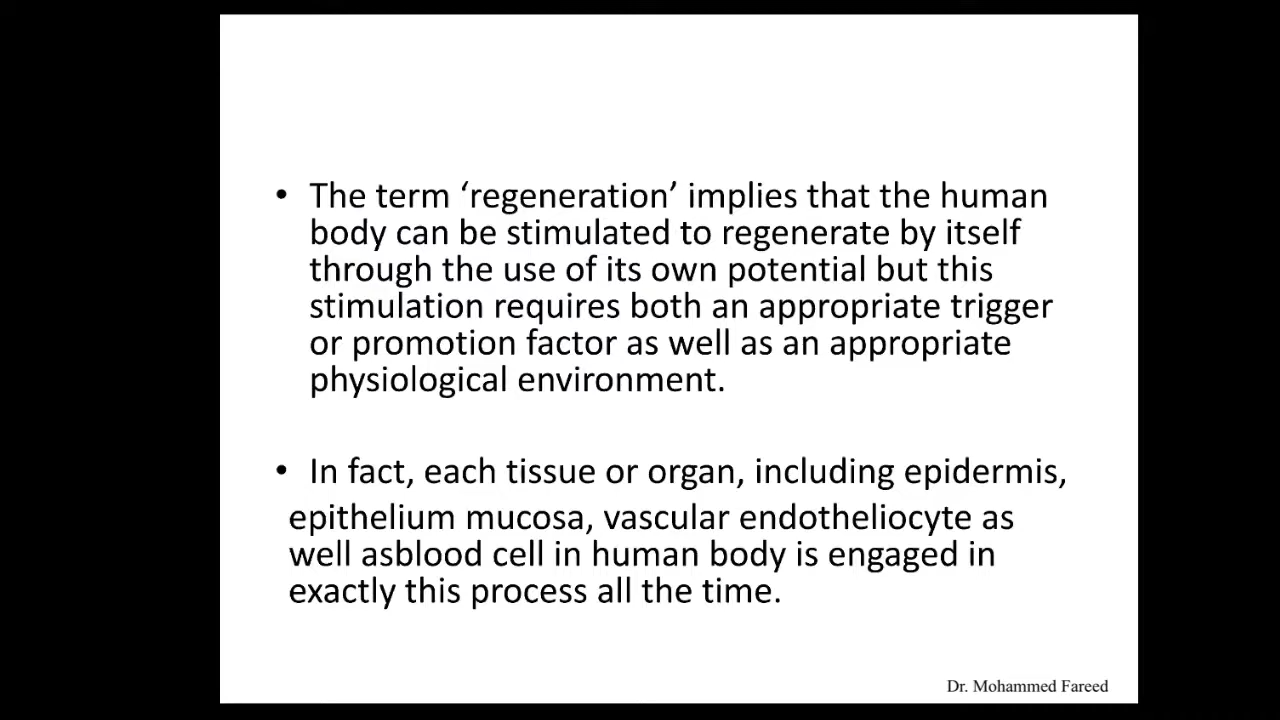 • The term ‘regeneration’ implies that the human
body can be stimulated to regenerate by itself
through the use of its own potential but this
stimulation requires both an appropriate trigger
or promotion factor as well as an appropriate
physiological environment.
• In fact, each tissue or organ, including epidermis,
epithelium mucosa, vascular endotheliocyte as
well asblood cell in human body is engaged in
exactly this process all the time.
Dr. Mohammed Fareed